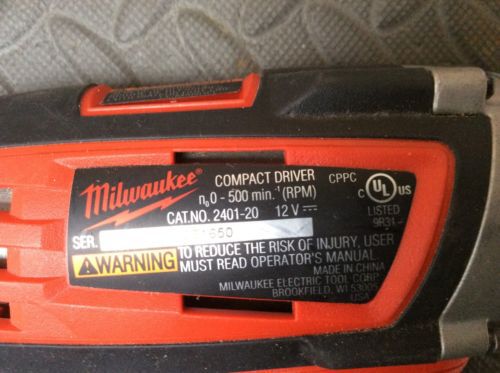 Milwaukee
COMPACT DRIVER
CPPC
n₀ 0 - 500 min.⁻¹ (RPM)
CAT.NO. 2401-20 12 V ⎓
C UL US
LISTED
SER. 1650
⚠WARNING TO REDUCE THE RISK OF INJURY, USER
MUST READ OPERATOR'S MANUAL
MADE IN CHINA
MILWAUKEE ELECTRIC TOOL CORP.
BROOKFIELD, WI 53005
USA